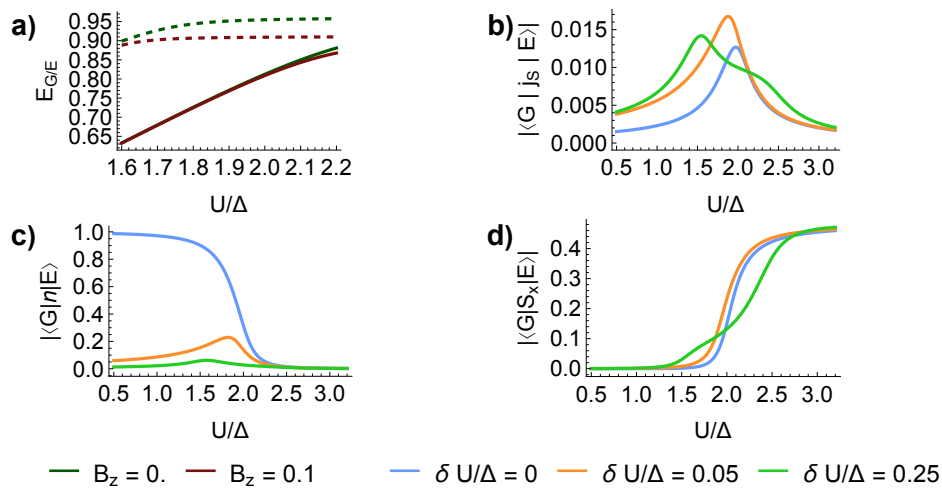 a)
E_{G/E}
0.95
0.90
0.85
0.80
0.75
0.70
0.65
1.6 1.7 1.8 1.9 2.0 2.1 2.2
U/Δ
b)
|⟨G | j_s | E⟩|
0.015
0.010
0.005
0.000
0.5 1.0 1.5 2.0 2.5 3.0
U/Δ
c)
|⟨G|n|E⟩|
1.0
0.8
0.6
0.4
0.2
0.0
0.5 1.0 1.5 2.0 2.5 3.0
U/Δ
d)
|⟨G|S_x|E⟩|
0.4
0.3
0.2
0.1
0.0
0.5 1.0 1.5 2.0 2.5 3.0
U/Δ
B_z = 0. B_z = 0.1 δ U/Δ = 0 δ U/Δ = 0.05 δ U/Δ = 0.25